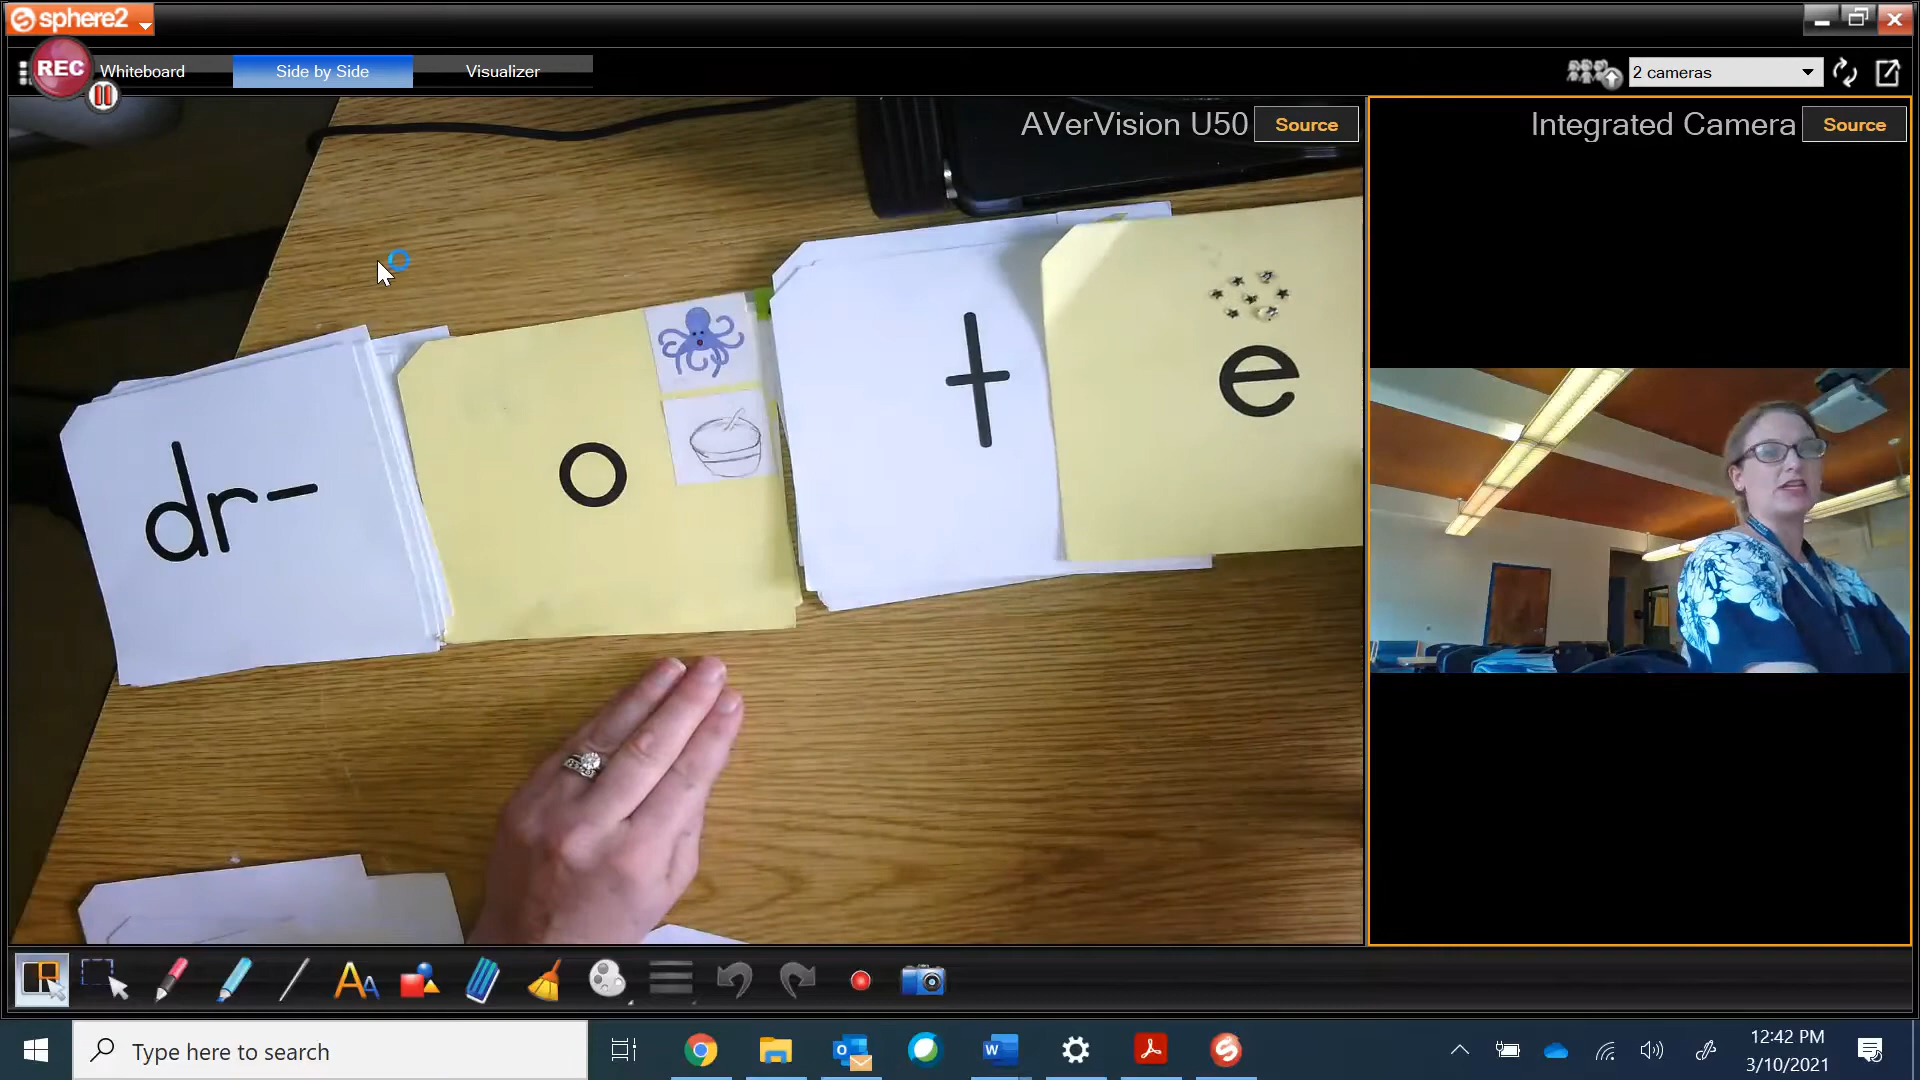 sphere2
REC
Whiteboard
Side by Side
Visualizer
2 cameras
AVerVision U50
Source
Integrated Camera
Source
dr-
o
t
e
Type here to search
12:42 PM
3/10/2021